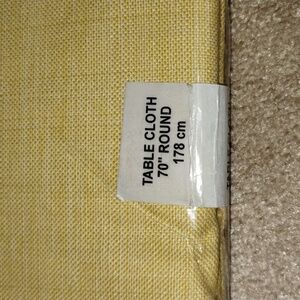 TABLE CLOTH
70" ROUND
178 cm